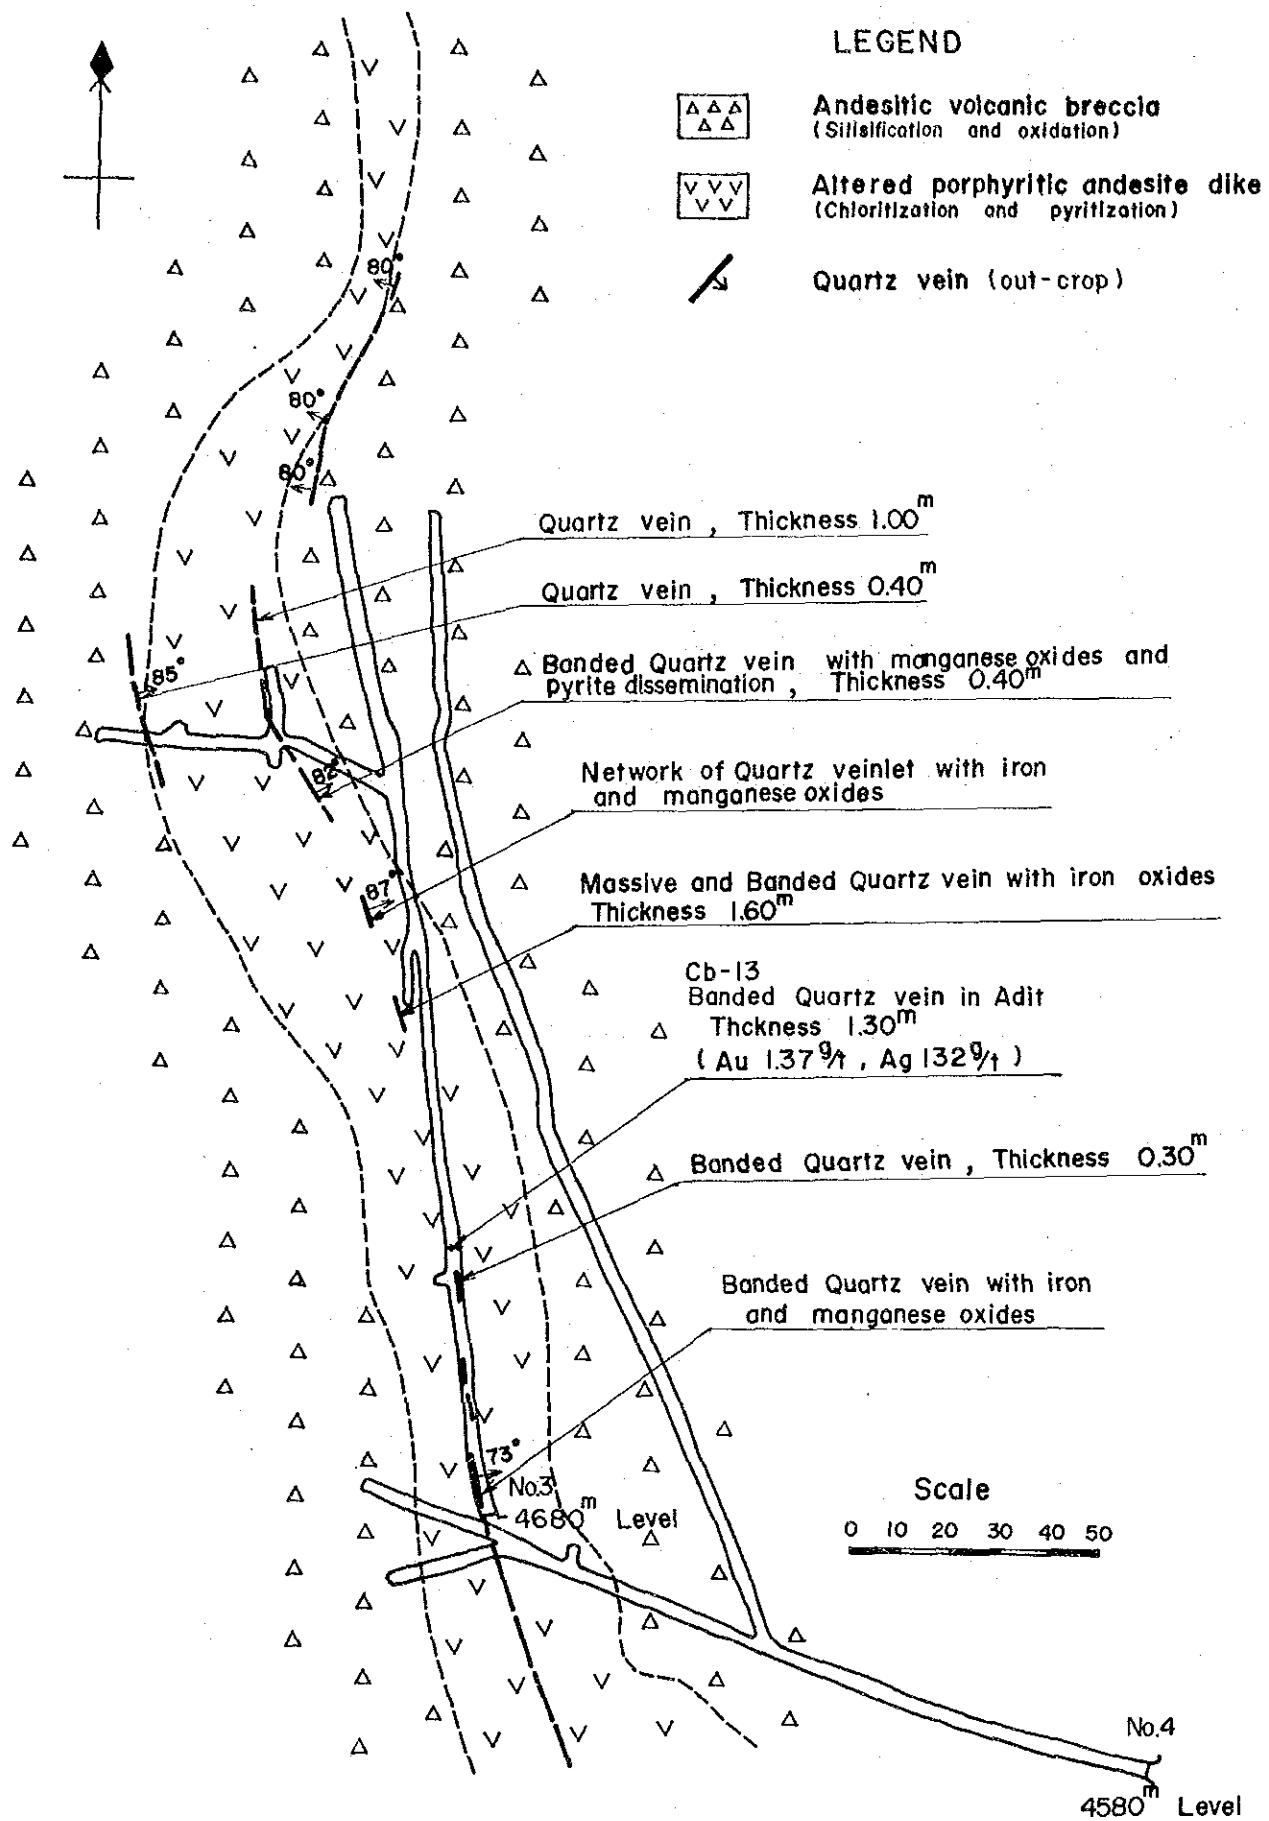 LEGEND
Andesitic volcanic breccia
(Silisification and oxidation)
Altered porphyritic andesite dike
(Chloritization and pyritization)
Quartz vein (out-crop)
80°
80°
80°
Quartz vein , Thickness 1.00m
Quartz vein , Thickness 0.40m
85°
Banded Quartz vein with manganese oxides and
pyrite dissemination , Thickness 0.40m
82°
Network of Quartz veinlet with iron
and manganese oxides
87°
Massive and Banded Quartz vein with iron oxides
Thickness 1.60m
Cb-13
Banded Quartz vein in Adit
Thckness 1.30m
( Au 1.37g/t , Ag 132g/t )
Banded Quartz vein , Thickness 0.30m
Banded Quartz vein with iron
and manganese oxides
73°
No.3
4680m Level
Scale
0 10 20 30 40 50
No.4
4580m Level